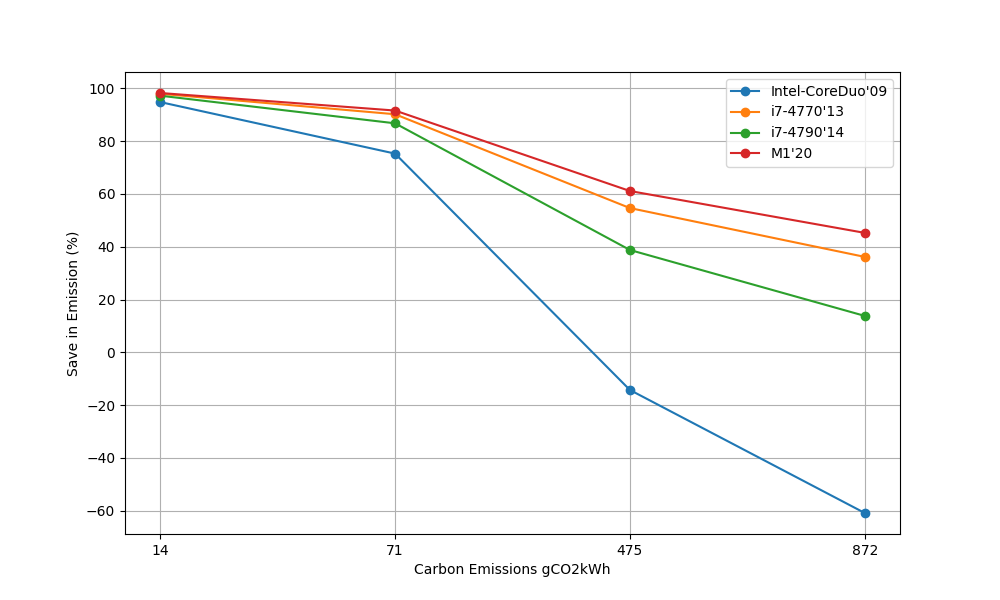 Intel-CoreDuo'09
i7-4770'13
i7-4790'14
M1'20
Save in Emission (%)
100
80
60
40
20
0
−20
−40
−60
14 71 475 872
Carbon Emissions gCO2kWh